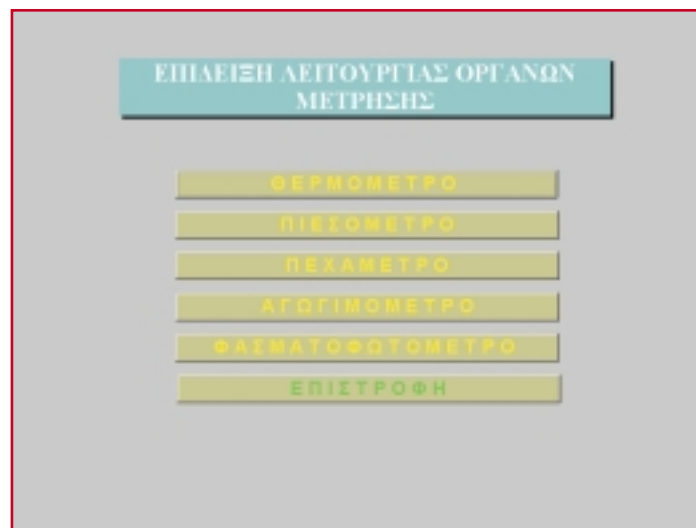 ΕΠΙΔΕΙΞΗ ΛΕΙΤΟΥΡΓΙΑΣ ΟΡΓΑΝΩΝ
ΜΕΤΡΗΣΗΣ
ΘΕΡΜΟΜΕΤΡΟ
ΠΙΕΣΟΜΕΤΡΟ
ΠΕΧΑΜΕΤΡΟ
ΑΓΩΓΙΜΟΜΕΤΡΟ
ΦΑΣΜΑΤΟΦΩΤΟΜΕΤΡΟ
ΕΠΙΣΤΡΟΦΗ